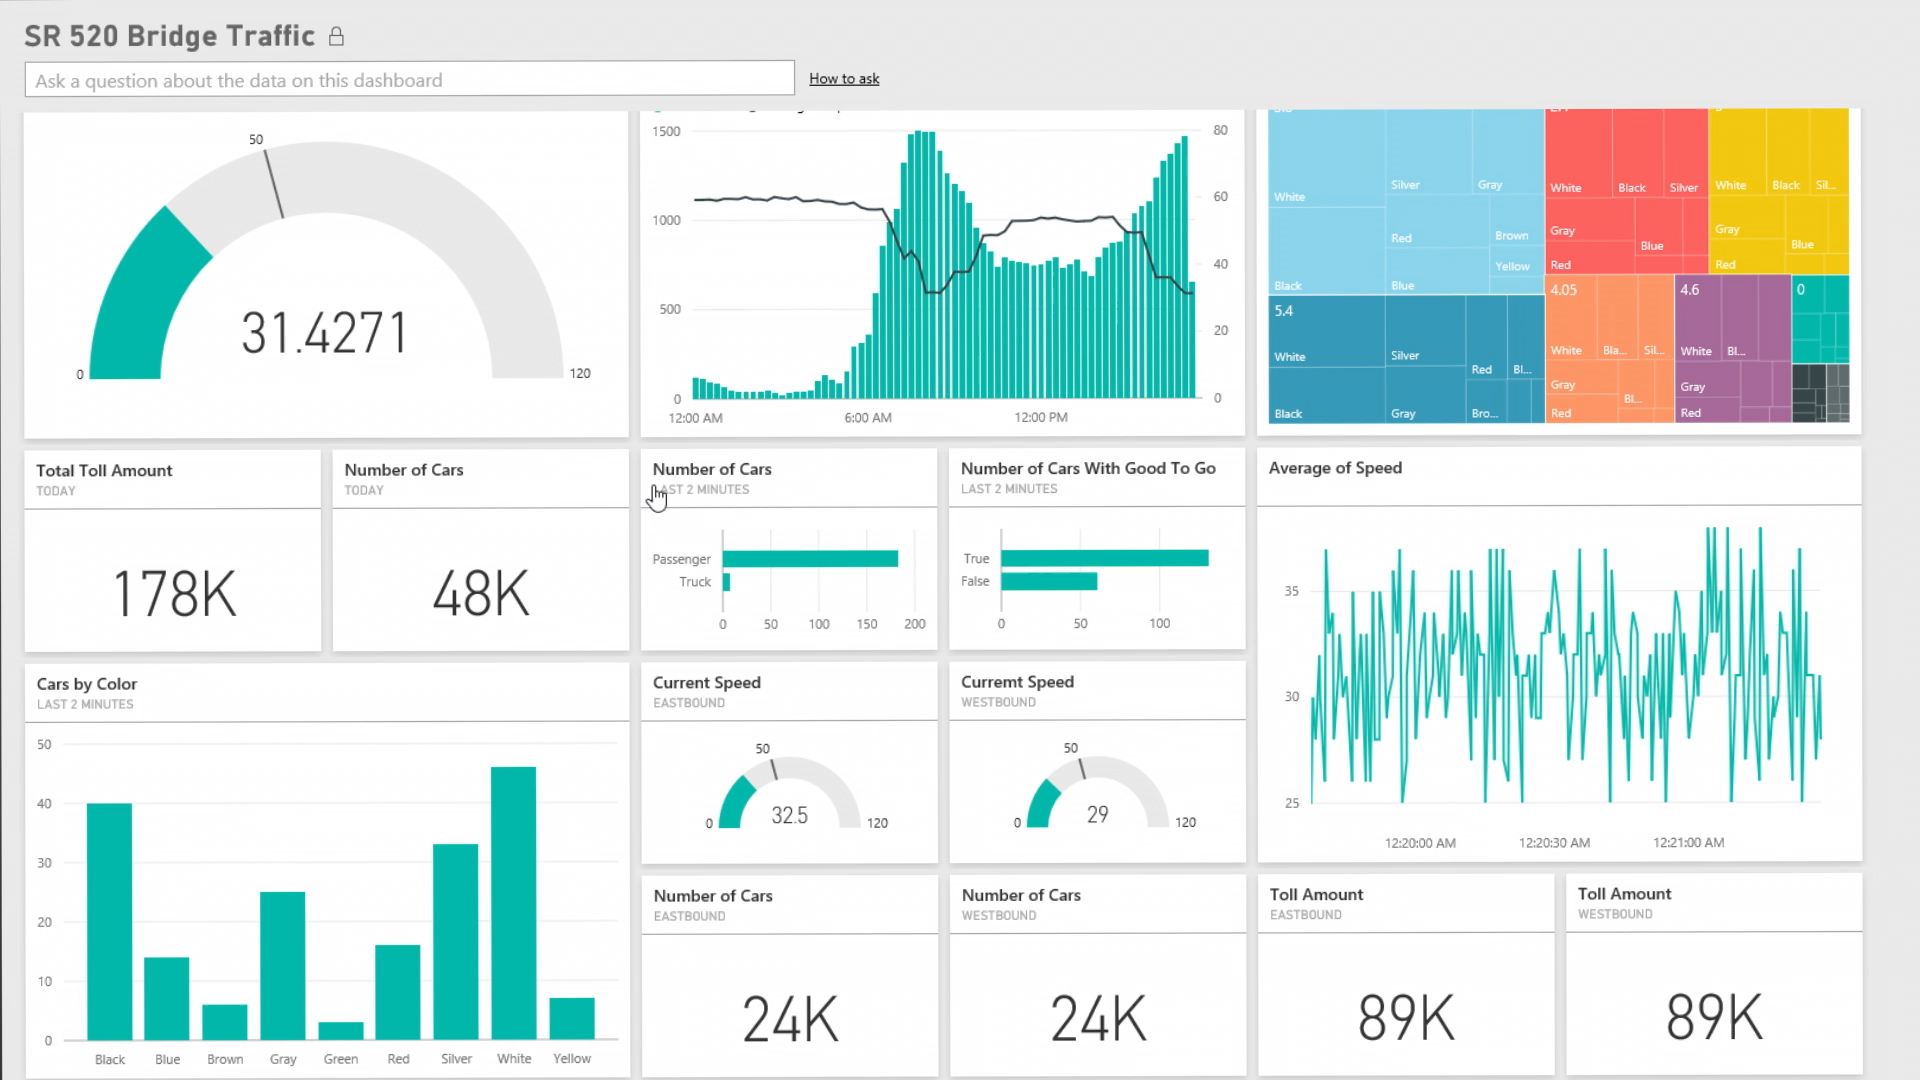 SR 520 Bridge Traffic
Ask a question about the data on this dashboard
How to ask
50
31.4271
0
120
1500
1000
500
0
80
60
40
20
0
12:00 AM
6:00 AM
12:00 PM
White
Silver
Gray
Red
Brown
Yellow
Black
Blue
White
Black
Silver
Gray
Blue
Red
White
Black
Sil...
Gray
Blue
Red
5.4
White
Silver
Red
Bl...
Black
Gray
Bro...
4.05
White
Bla...
Sil...
Gray
Bl...
Red
4.6
White
Bl...
Gray
Red
0
Total Toll Amount
TODAY
178K
Number of Cars
TODAY
48K
Number of Cars
LAST 2 MINUTES
Passenger
Truck
0 50 100 150 200
Number of Cars With Good To Go
LAST 2 MINUTES
True
False
0 50 100
Average of Speed
35
30
25
12:20:00 AM 12:20:30 AM 12:21:00 AM
Cars by Color
LAST 2 MINUTES
50
40
30
20
10
0
Black Blue Brown Gray Green Red Silver White Yellow
Current Speed
EASTBOUND
50
32.5
0
120
Curremt Speed
WESTBOUND
50
29
0
120
Number of Cars
EASTBOUND
24K
Number of Cars
WESTBOUND
24K
Toll Amount
EASTBOUND
89K
Toll Amount
WESTBOUND
89K